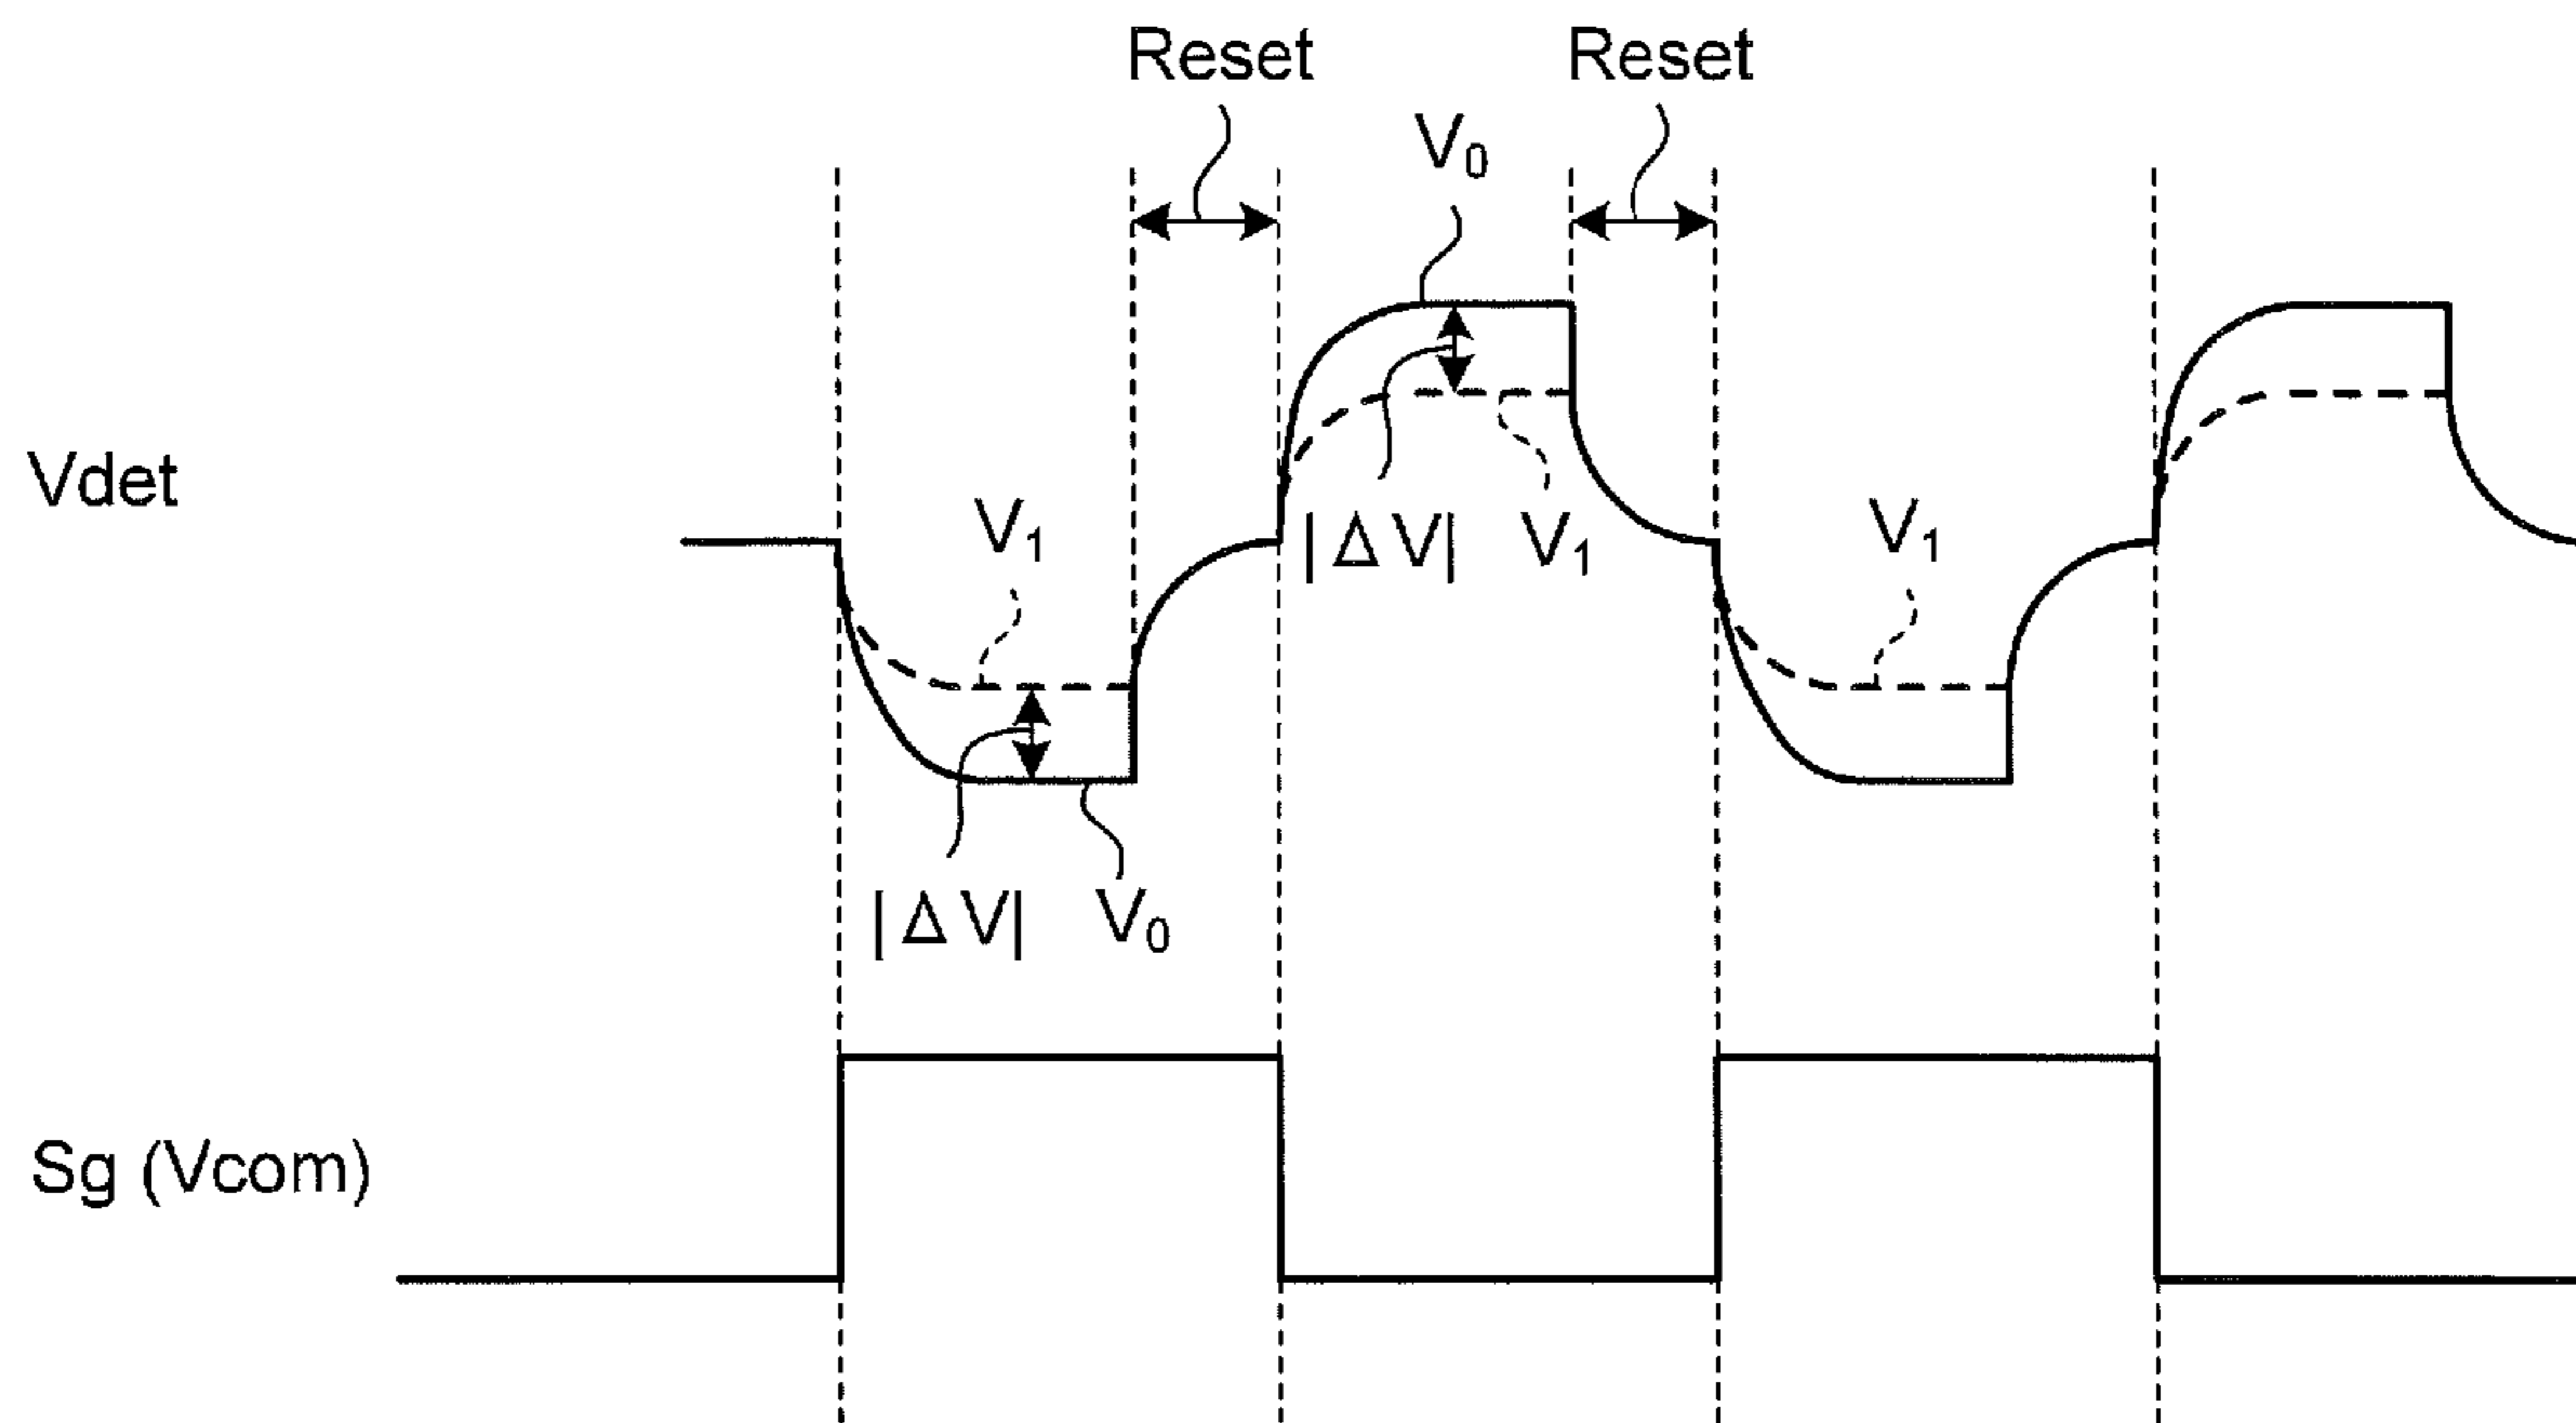 Reset
Reset
V₀
Vdet
V₁
|ΔV|
V₁
V₁
|ΔV|
V₀
Sg (Vcom)